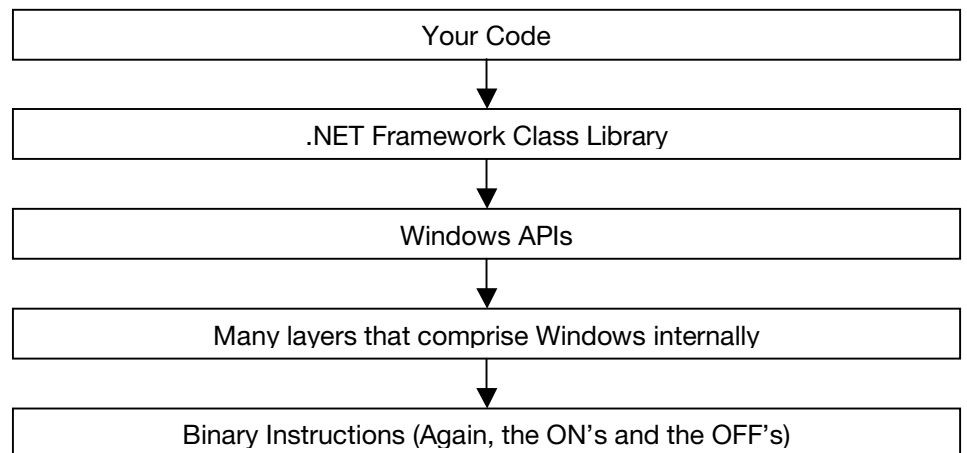 Your Code
.NET Framework Class Library
Windows APIs
Many layers that comprise Windows internally
Binary Instructions (Again, the ON's and the OFF's)